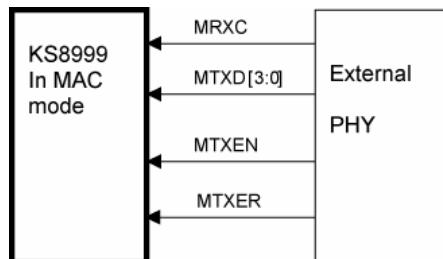 KS8999
In MAC
mode
MRXC
MTXD[3:0]
MTXEN
MTXER
External
PHY